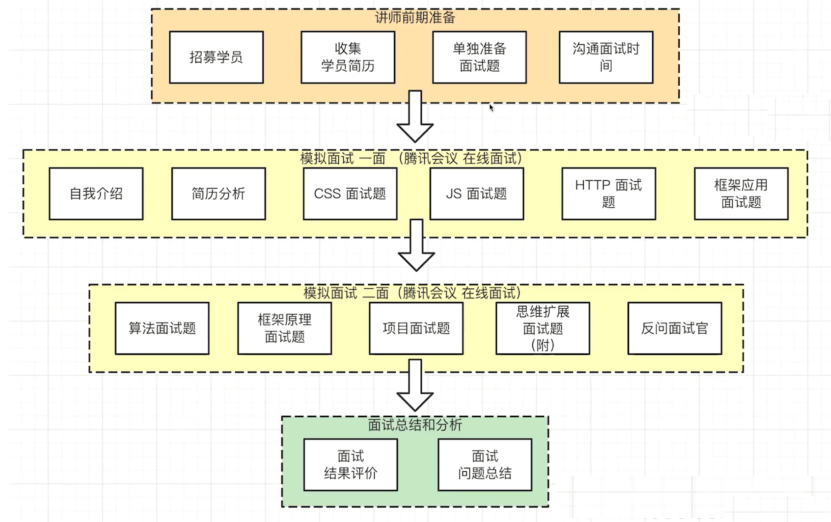 讲师前期准备
招募学员
收集
学员简历
单独准备
面试题
沟通面试时
间
模拟面试 一面 （腾讯会议 在线面试）
自我介绍
简历分析
CSS 面试题
JS 面试题
HTTP 面试
题
框架应用
面试题
模拟面试 二面（腾讯会议 在线面试）
算法面试题
框架原理
面试题
项目面试题
思维扩展
面试题
（附）
反问面试官
面试总结和分析
面试
结果评价
面试
问题总结